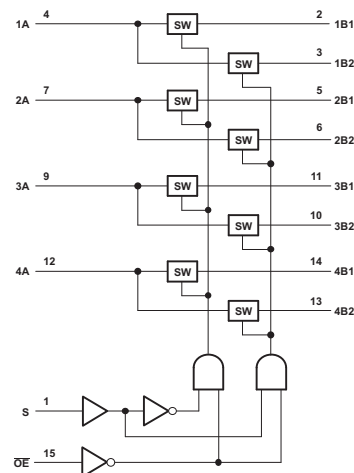 1A 4 SW 2 1B1
SW 3 1B2
2A 7 SW 5 2B1
SW 6 2B2
3A 9 SW 11 3B1
SW 10 3B2
4A 12 SW 14 4B1
SW 13 4B2
S 1
OE 15